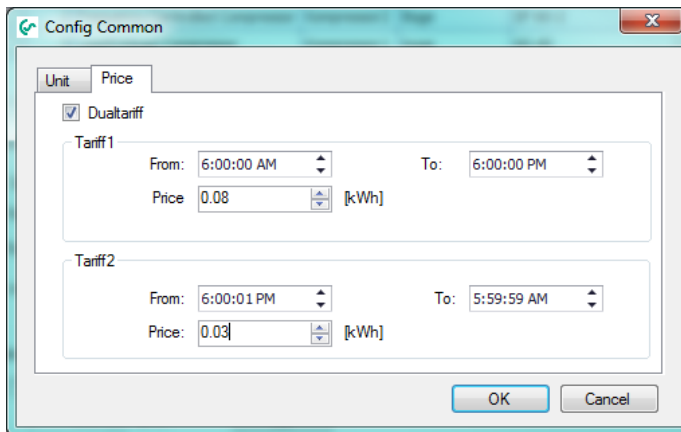 Config Common
Unit Price
Dualtariff
Tariff1
From: 6:00:00 AM To: 6:00:00 PM
Price 0.08 [kWh]
Tariff2
From: 6:00:01 PM To: 5:59:59 AM
Price: 0.03 [kWh]
OK Cancel